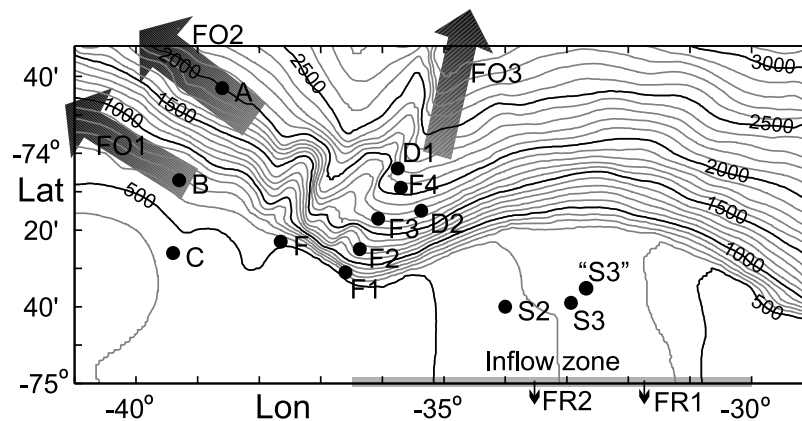 FO2
FO3
40'
2000
A
2500
3000
1000
1500
2500
FO1
-74°
D1
2000
B
F4
Lat
500
1500
D2
F3
20'
F
F2
1000
C
"S3"
F1
500
40'
S2
S3
Inflow zone
-75°
-40°
Lon
-35°
FR2
FR1
-30°